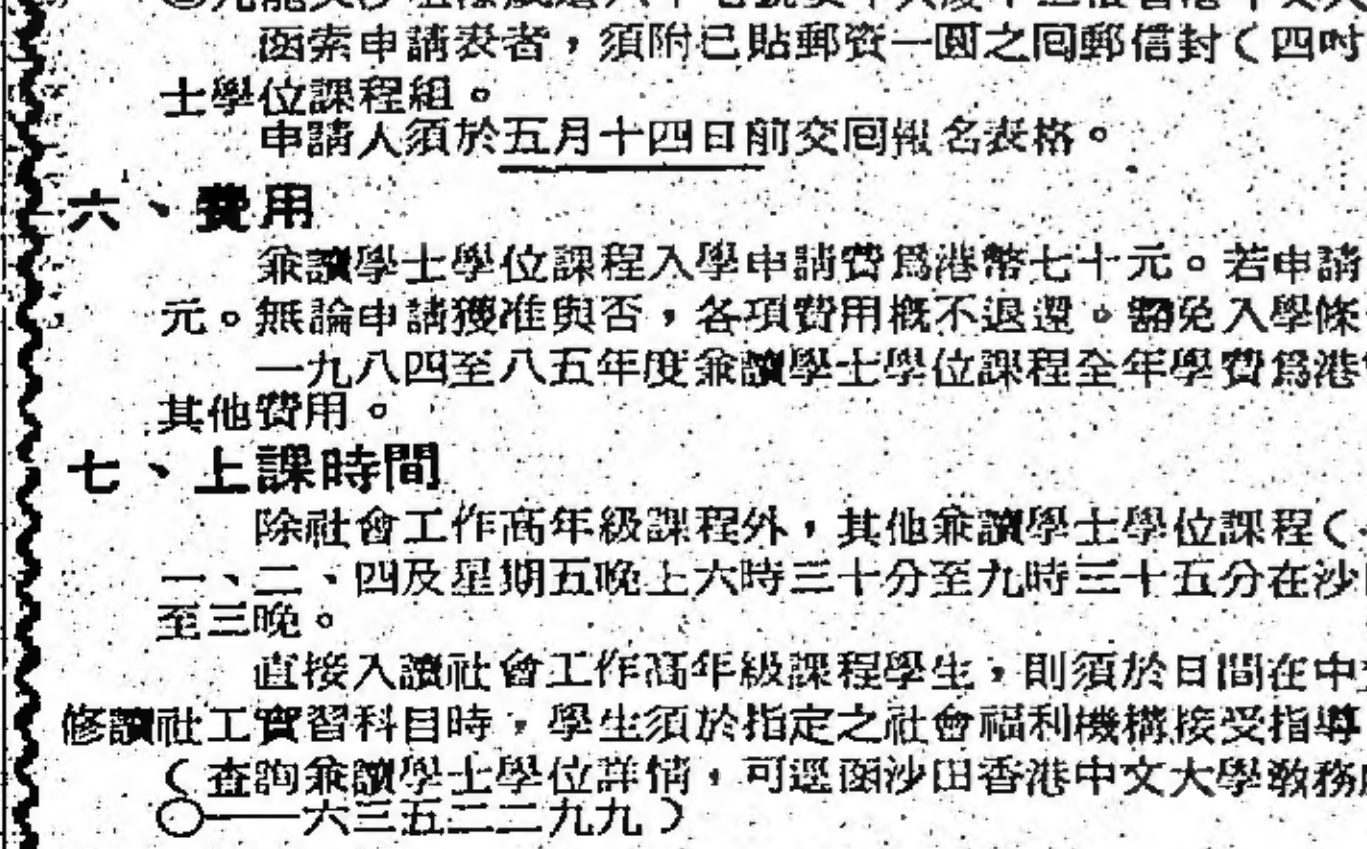 函索申請表者，須附已貼郵資一圓之回郵信封（四吋
士學位課程組。
申請人須於五月十四日前交回報名表格。
六、費用
兼讀學士學位課程入學申請費爲港幣七十元。若申請
元。無論申請獲准與否，各項費用概不退還。豁免入學條
一九八四至八五年度兼讀學士學位課程全年學費爲港
其他費用。
七、上課時間
除社會工作高年級課程外，其他兼讀學士學位課程（
一、二、四及星期五晚上六時三十分至九時三十五分在沙
至三晚。
直接入讀社會工作高年級課程學生，則須於日間在中
修讀社工實習科目時，學生須於指定之社會福利機構接受指導
（查詢兼讀學士學位詳情，可逕函沙田香港中文大學教務
〇——六三五二二九九）